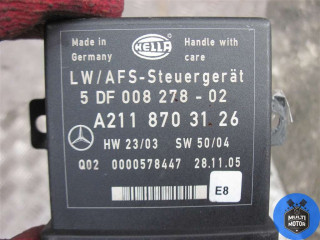 Made in
Germany
HELLA
Handle with
care
LW/AFS-Steuergerät
5 DF 008 278 - 02
A211 870 31 26
HW 23/03 SW 50/04
Q02 0000578447 28.11.05
E8
BIG MOTOR